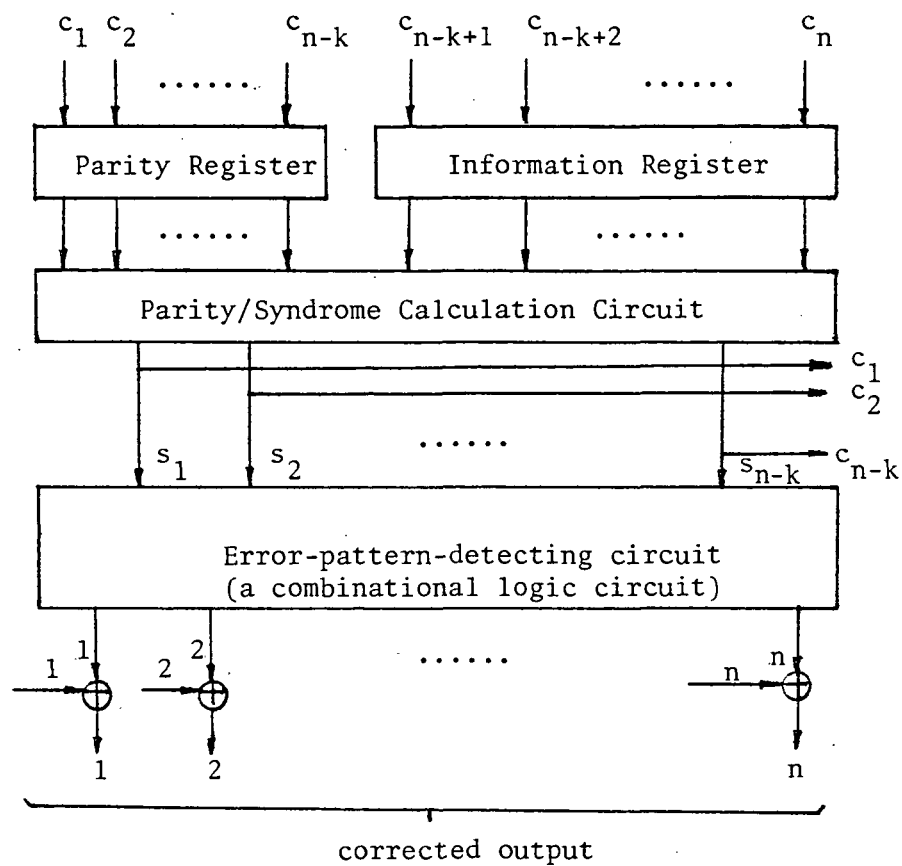 c1 c2 cn-k cn-k+1 cn-k+2 cn
......  ......
Parity Register Information Register
......  ......
Parity/Syndrome Calculation Circuit
c1
c2
......
s1 s2 sn-k cn-k
Error-pattern-detecting circuit
(a combinational logic circuit)
1 2 n
......
1 2 n
1 2 n
corrected output